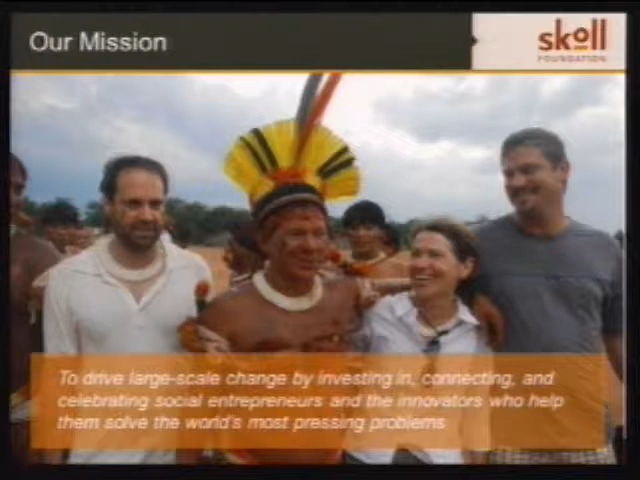 Our Mission
skoll
FOUNDATION
To drive large-scale change by investing in, connecting, and
celebrating social entrepreneurs and the innovators who help
them solve the world's most pressing problems